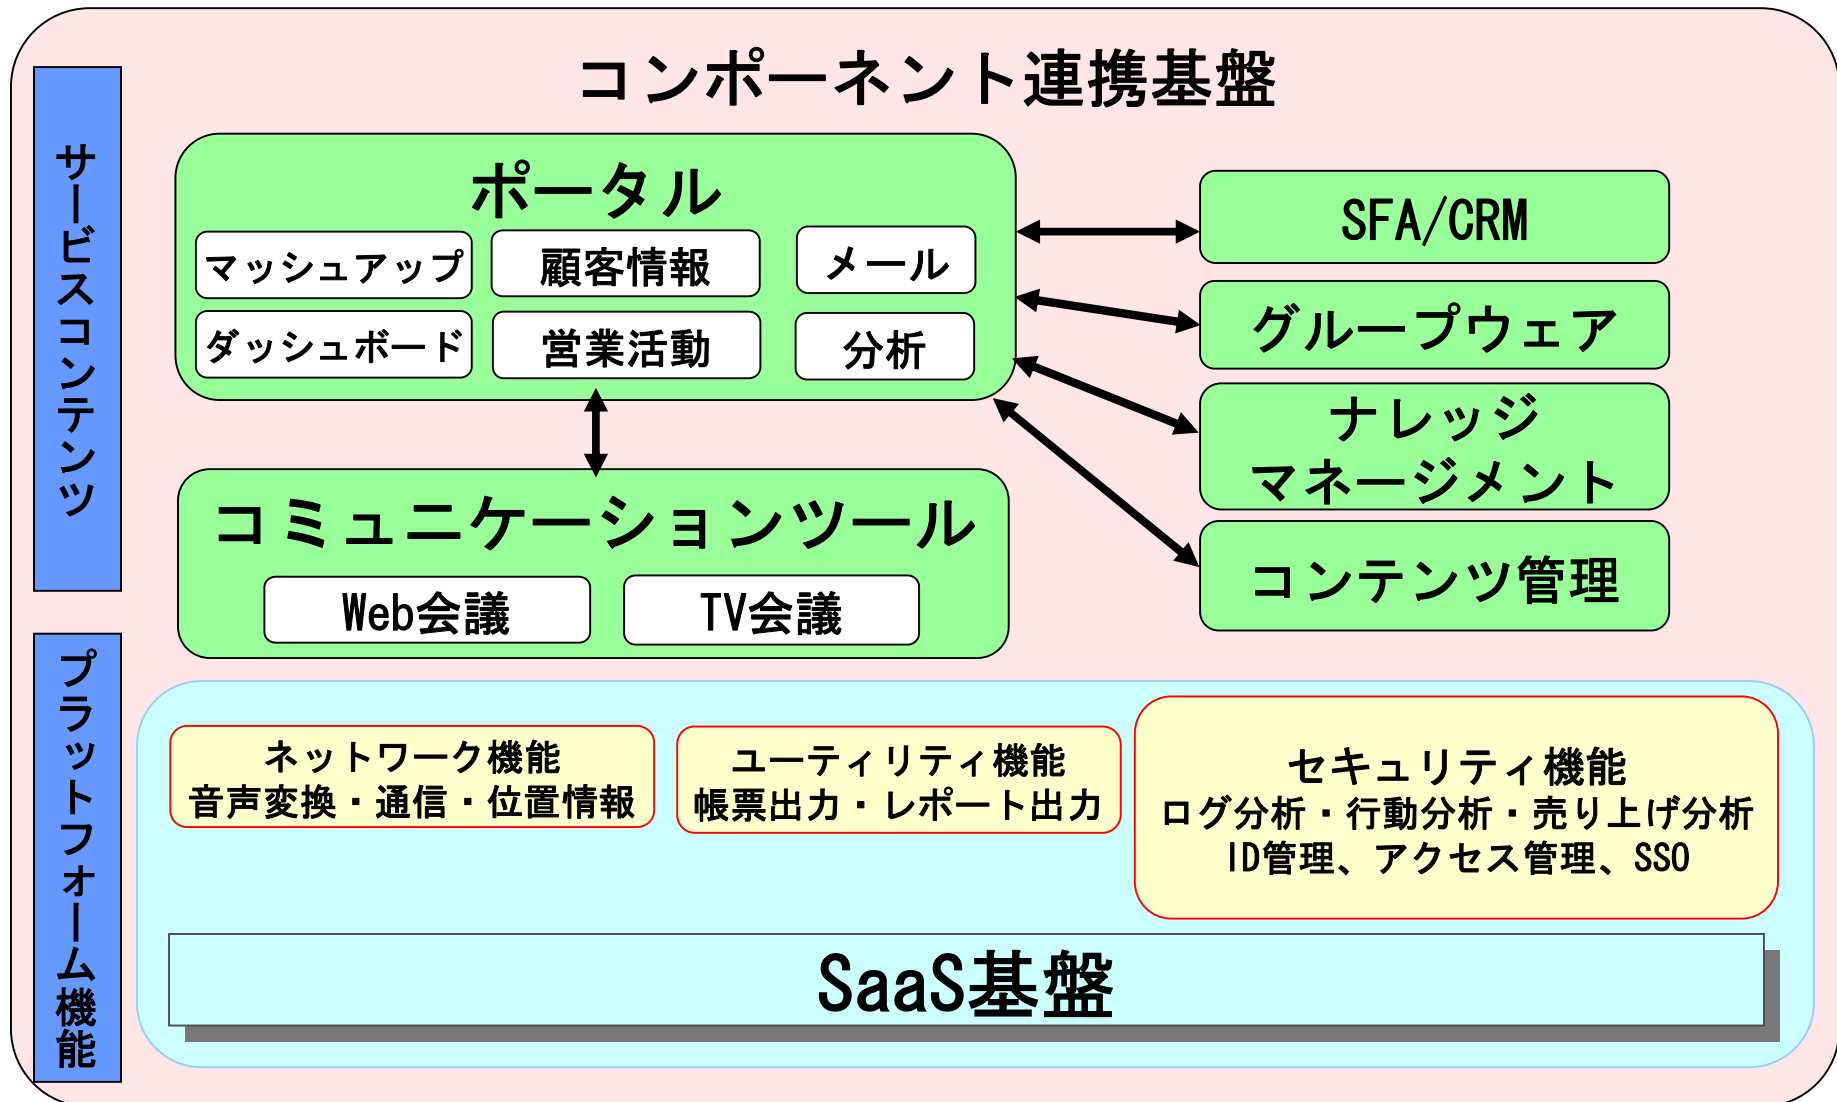 コンポーネント連携基盤
サービスコンテンツ
ポータル
マッシュアップ
顧客情報
メール
ダッシュボード
営業活動
分析
SFA/CRM
グループウェア
ナレッジ
マネージメント
コンテンツ管理
コミュニケーションツール
Web会議
TV会議
プラットフォーム機能
ネットワーク機能
音声変換・通信・位置情報
ユーティリティ機能
帳票出力・レポート出力
セキュリティ機能
ログ分析・行動分析・売り上げ分析
ID管理、アクセス管理、SSO
SaaS基盤